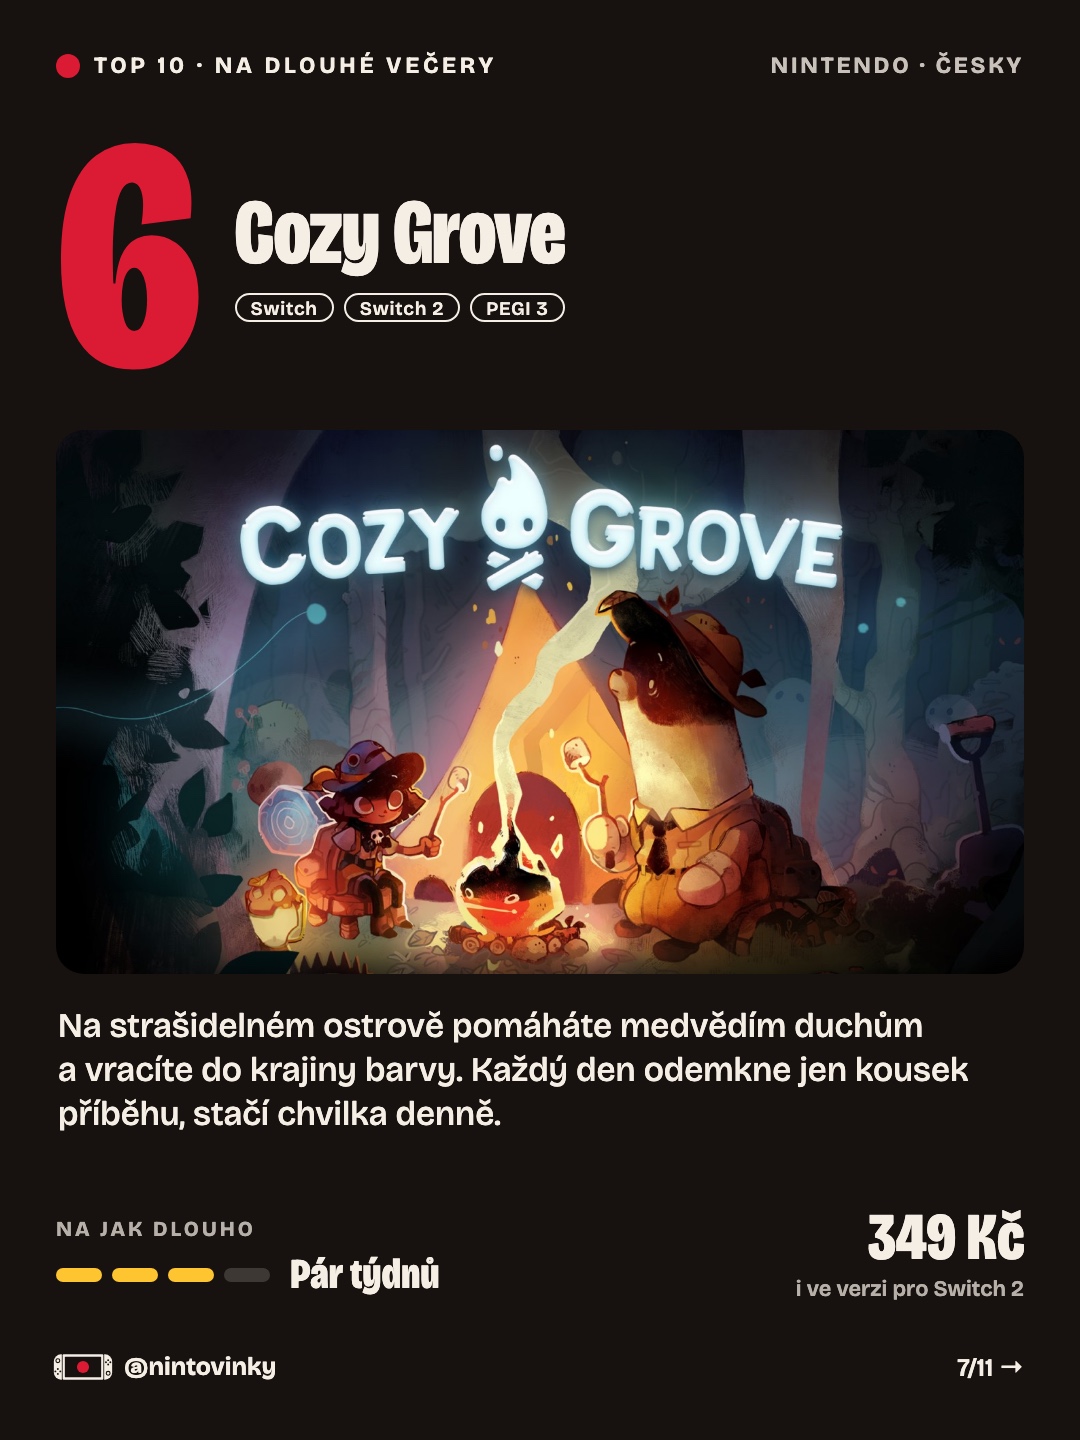 TOP 10 · NA DLOUHÉ VEČERY
NINTENDO · ČESKY
6
Cozy Grove
Switch
Switch 2
PEGI 3
COZY GROVE
Na strašidelném ostrově pomáháte medvědím duchům
a vracíte do krajiny barvy. Každý den odemkne jen kousek
příběhu, stačí chvilka denně.
NA JAK DLOUHO
Pár týdnů
349 Kč
i ve verzi pro Switch 2
@nintovinky
7/11 →